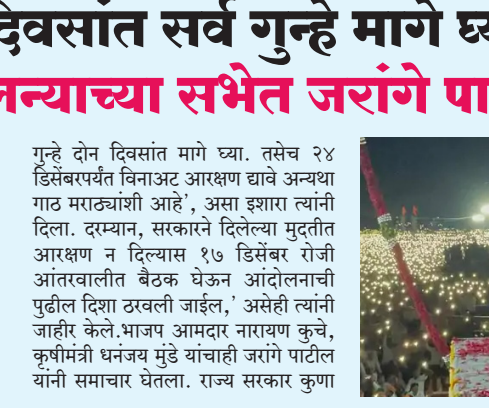 दिवसांत सर्व गुन्हे मागे घ्य
लन्याच्या सभेत जरांगे पा
गुन्हे दोन दिवसांत मागे घ्या. तसेच २४
डिसेंबरपर्यंत विनाअट आरक्षण द्यावे अन्यथा
गाठ मराठ्यांशी आहे', असा इशारा त्यांनी
दिला. दरम्यान, सरकारने दिलेल्या मुदतीत
आरक्षण न दिल्यास १७ डिसेंबर रोजी
आंतरवालीत बैठक घेऊन आंदोलनाची
पुढील दिशा ठरवली जाईल,' असेही त्यांनी
जाहीर केले.भाजप आमदार नारायण कुचे,
कृषीमंत्री धनंजय मुंडे यांचाही जरांगे पाटील
यांनी समाचार घेतला. राज्य सरकार कुणा